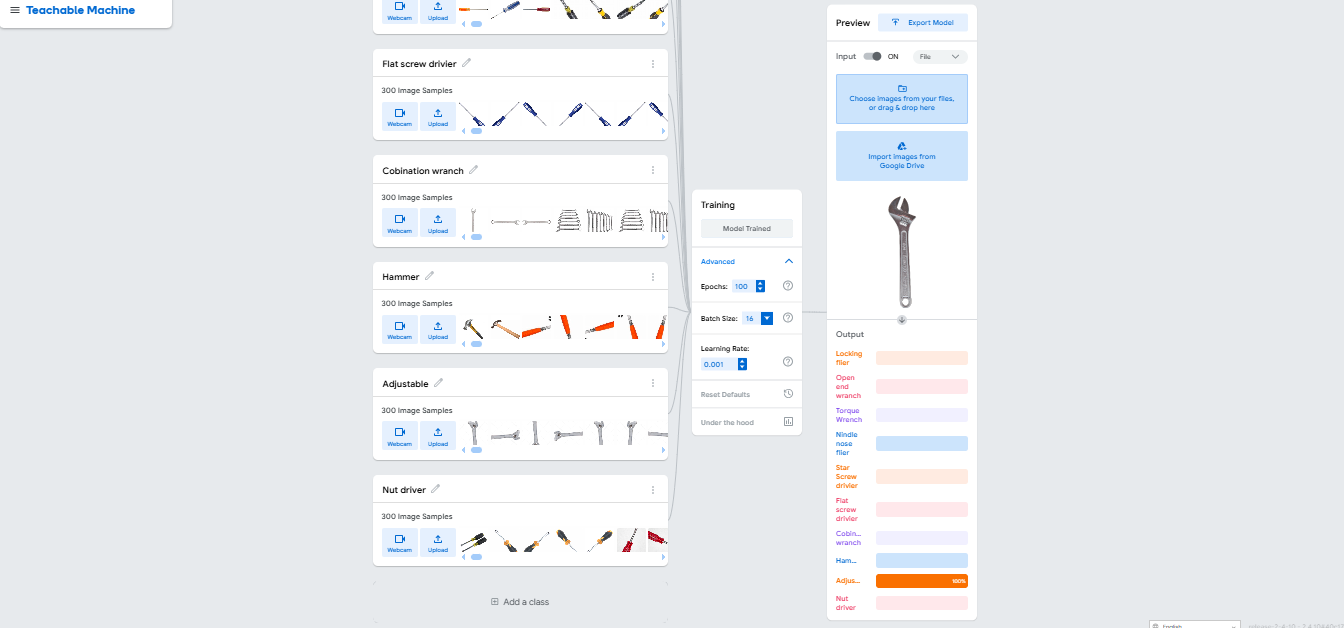 Teachable Machine
Webcam
Upload
Flat screw drivier
300 Image Samples
Webcam
Upload
Cobination wranch
300 Image Samples
Webcam
Upload
Hammer
300 Image Samples
Webcam
Upload
Adjustable
300 Image Samples
Webcam
Upload
Nut driver
300 Image Samples
Webcam
Upload
Add a class
Training
Model Trained
Advanced
Epochs: 100
Batch Size: 16
Learning Rate:
0.001
Reset Defaults
Under the hood
Preview
Export Model
Input ON File
Choose images from your files,
or drag & drop here
Import images from
Google Drive
Output
Locking
flier
Open
end
wranch
Torque
Wrench
Nindle
nose
flier
Star
Screw
drivier
Flat
screw
drivier
Cobin...
wranch
Ham...
Adjus...
100%
Nut
driver
English